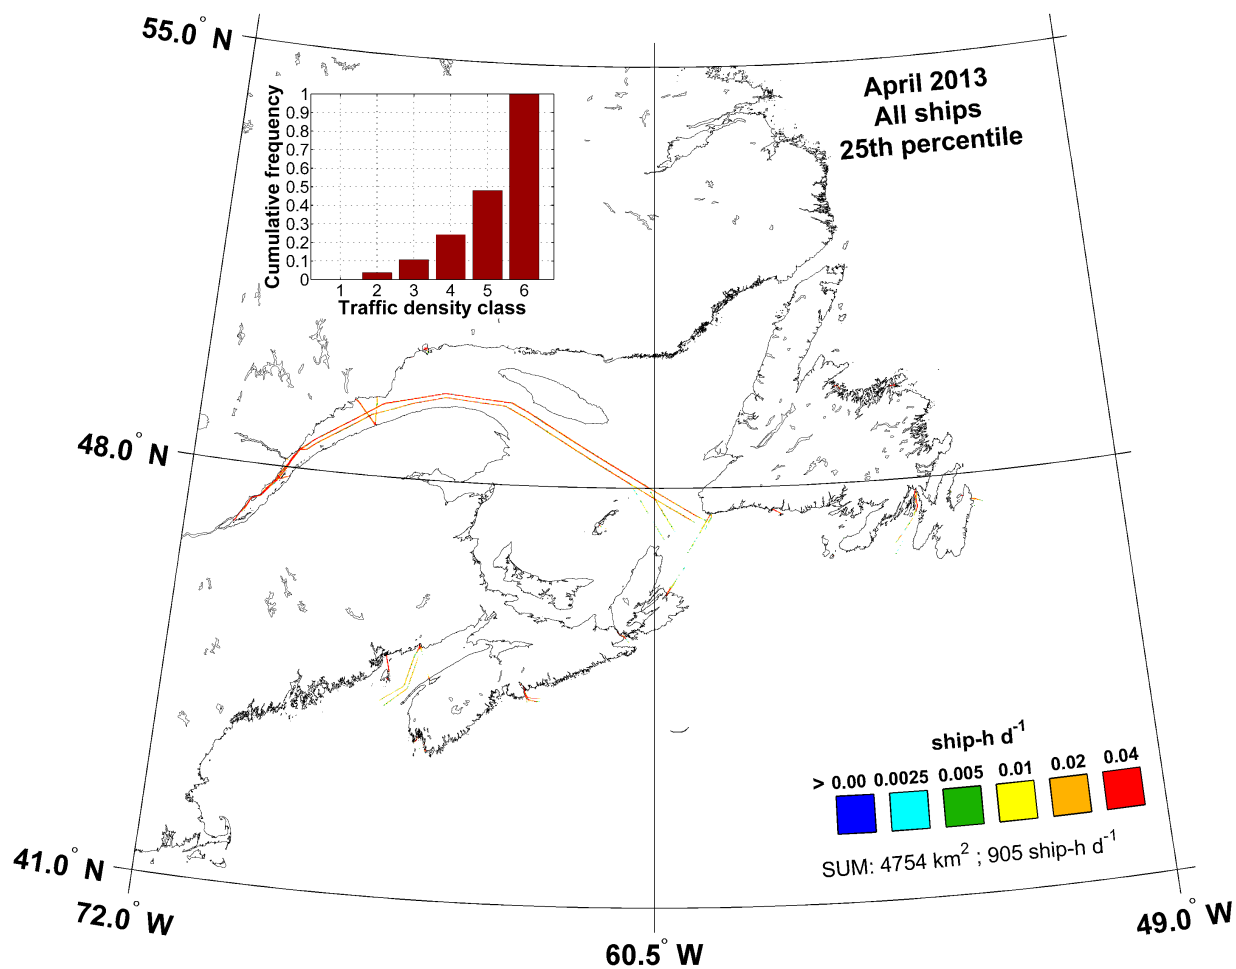 55.0° N
April 2013
All ships
25th percentile
Cumulative frequency
1
0.9
0.8
0.7
0.6
0.5
0.4
0.3
0.2
0.1
0
1 2 3 4 5 6
Traffic density class
48.0° N
ship-h d⁻¹
> 0.00 0.0025 0.005 0.01 0.02 0.04
SUM: 4754 km² ; 905 ship-h d⁻¹
41.0° N
72.0° W
60.5° W
49.0° W